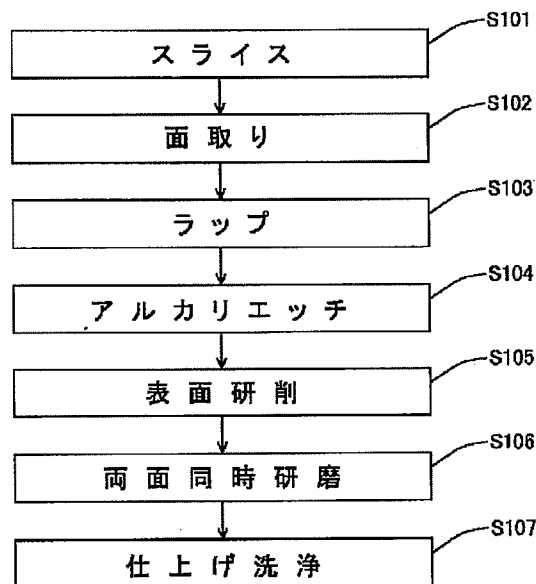 S101
スライス
S102
面取り
S103
ラップ
S104
アルカリエッチ
S105
表面研削
S106
両面同時研磨
S107
仕上げ洗浄